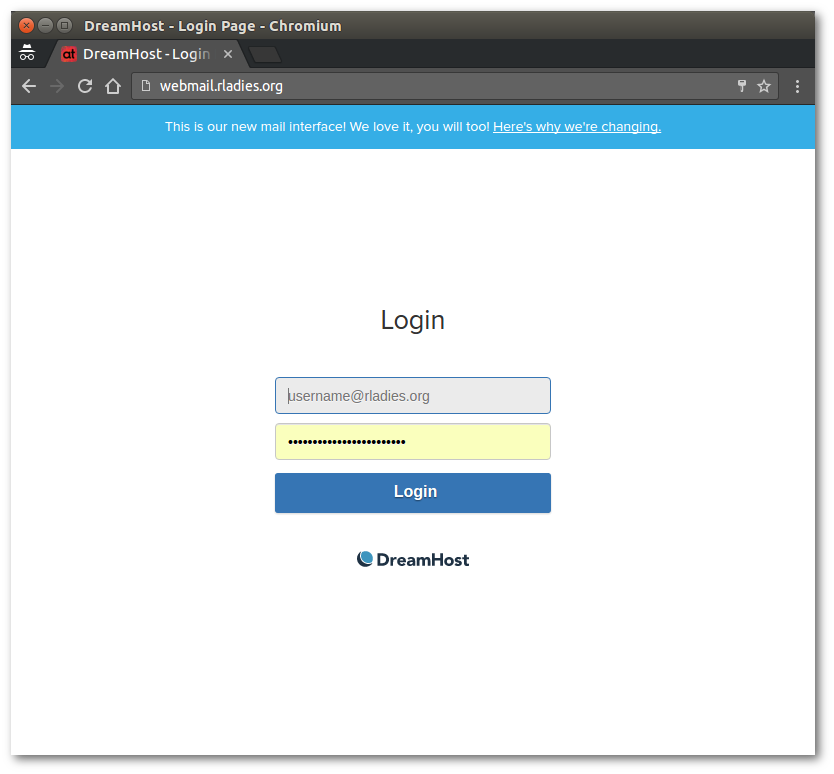 DreamHost - Login Page - Chromium
at DreamHost - Login
webmail.rladies.org
This is our new mail interface! We love it, you will too! Here's why we're changing.
Login
username@rladies.org
••••••••••••••••••••••••
Login
DreamHost